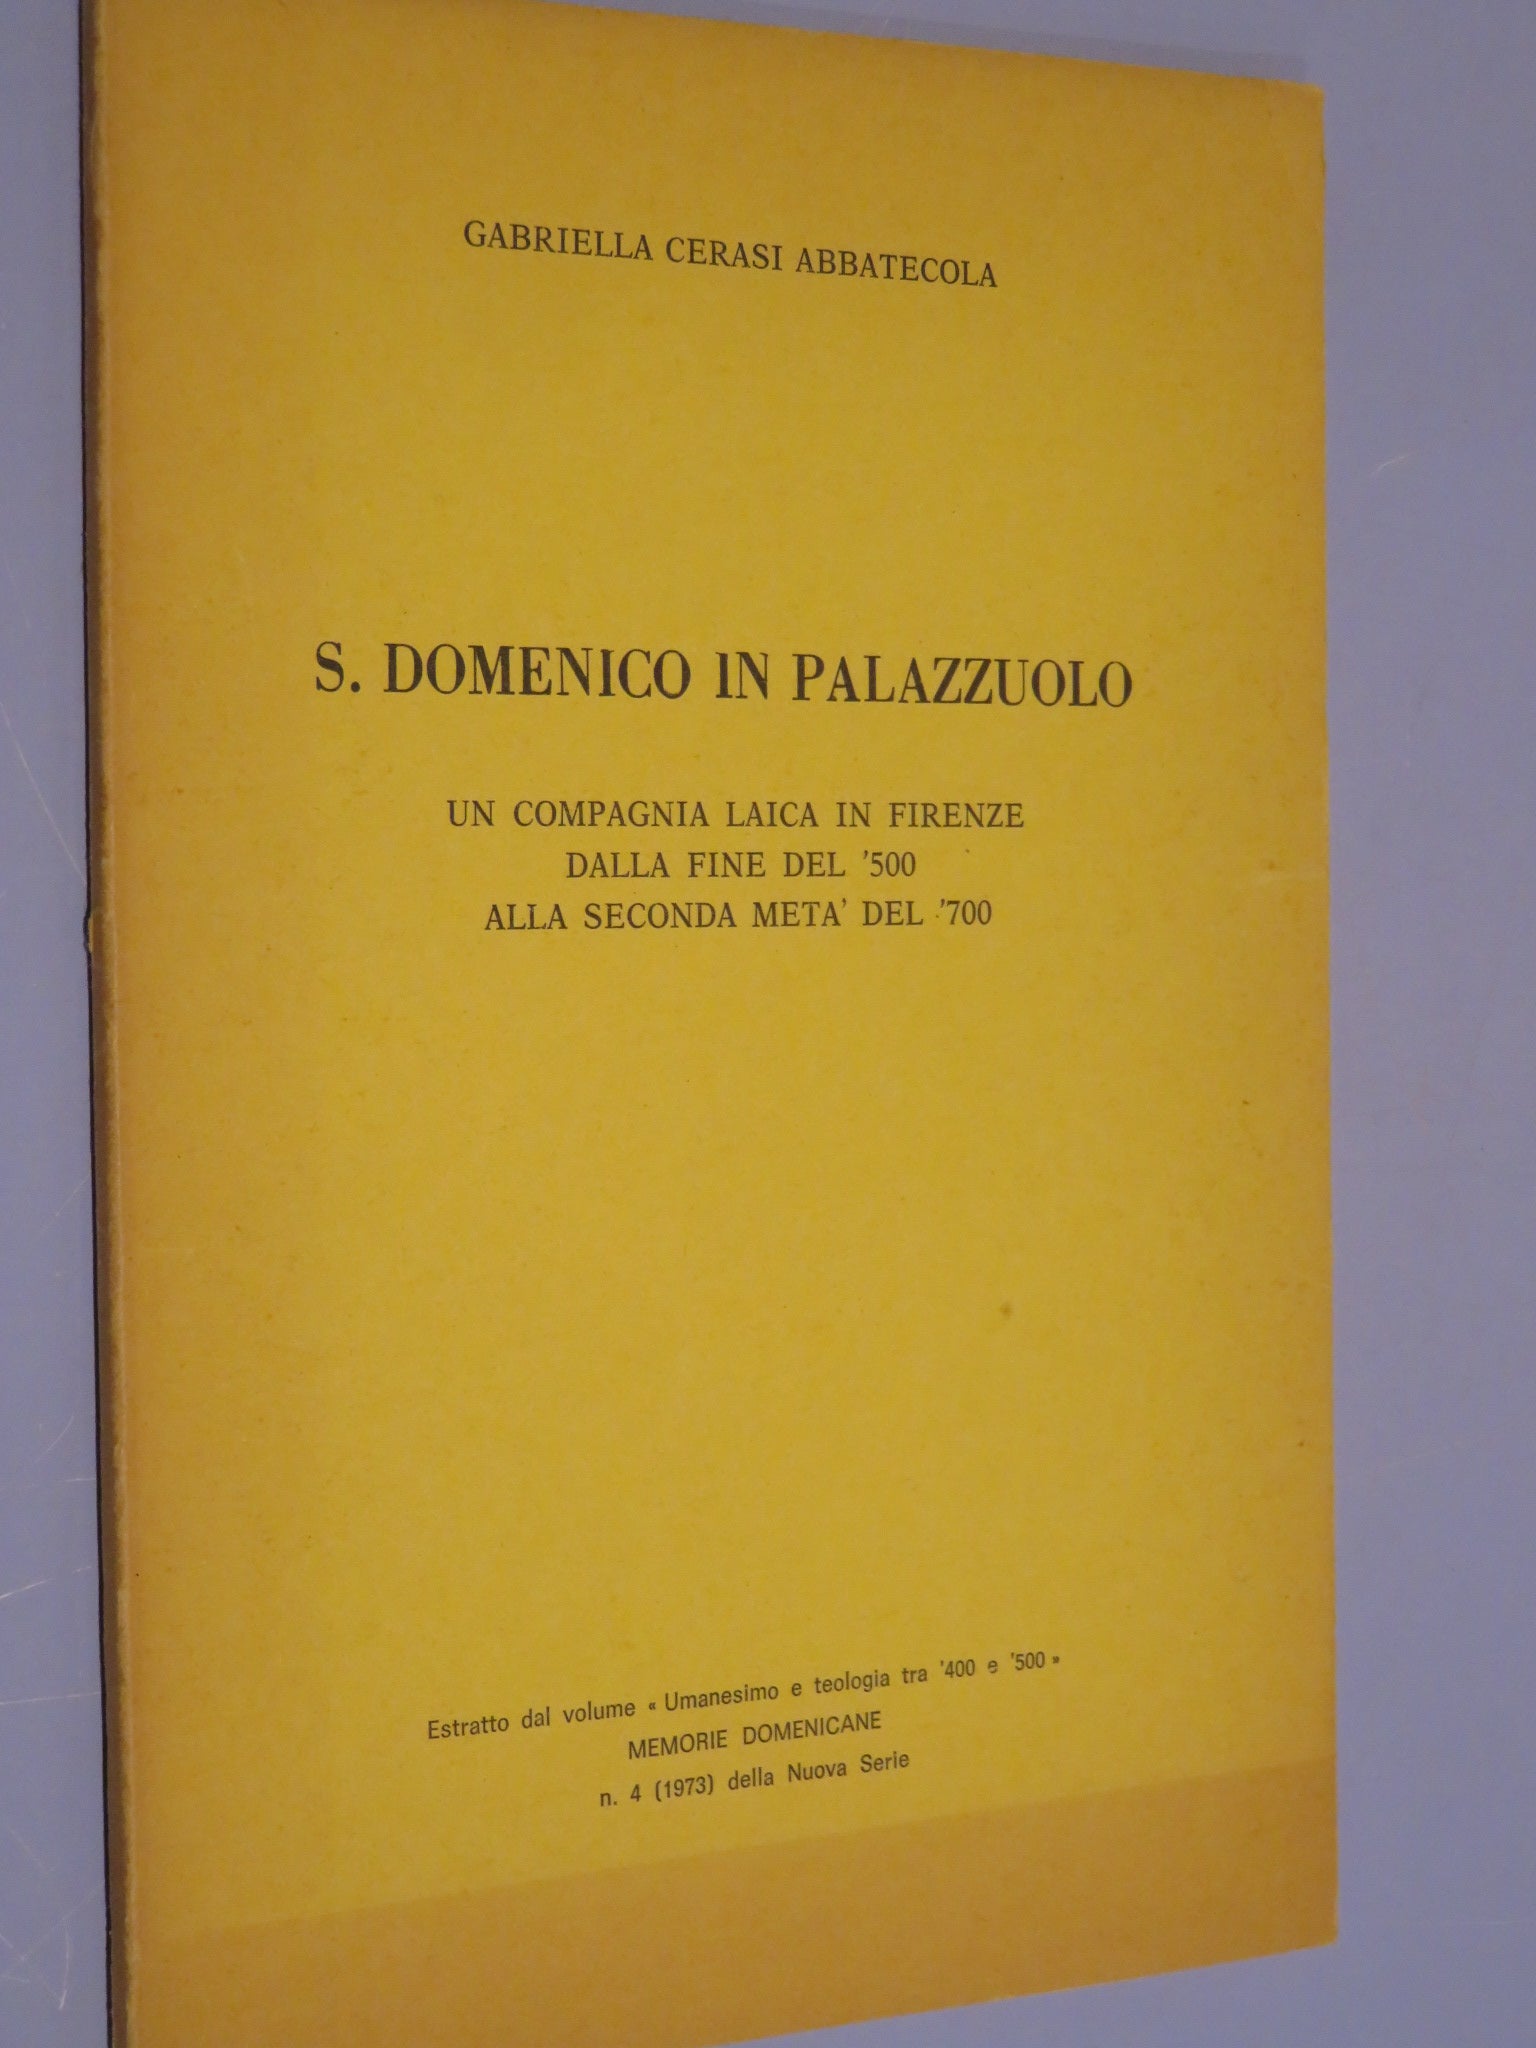 GABRIELLA CERASI ABBATECOLA
S. DOMENICO IN PALAZZUOLO
UN COMPAGNIA LAICA IN FIRENZE
DALLA FINE DEL '500
ALLA SECONDA META' DEL '700
Estratto dal volume « Umanesimo e teologia tra '400 e '500 »
MEMORIE DOMENICANE
n. 4 (1973) della Nuova Serie